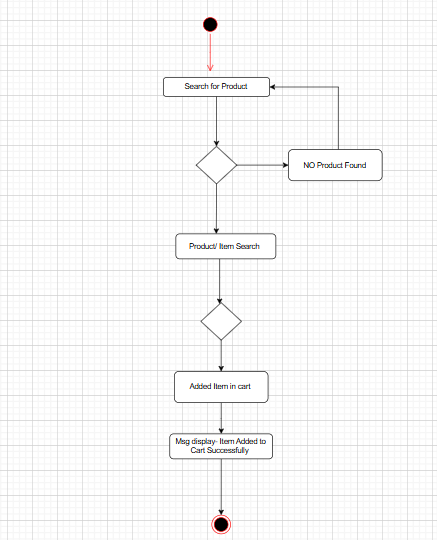 Search for Product
NO Product Found
Product/ Item Search
Added Item in cart
Msg display- Item Added to
Cart Successfully